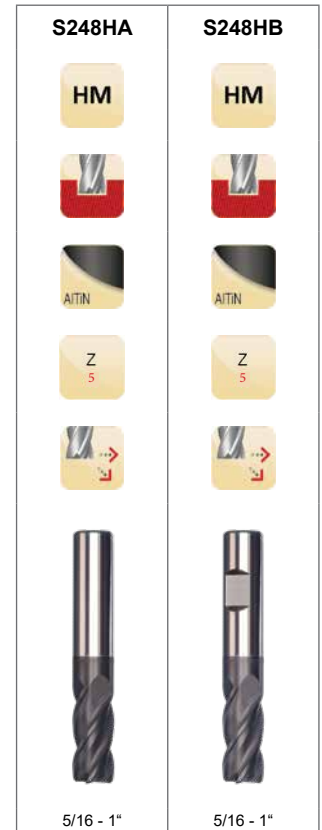 S248HA S248HB
HM HM
AlTiN AlTiN
Z Z
5 5
5/16 - 1“ 5/16 - 1“